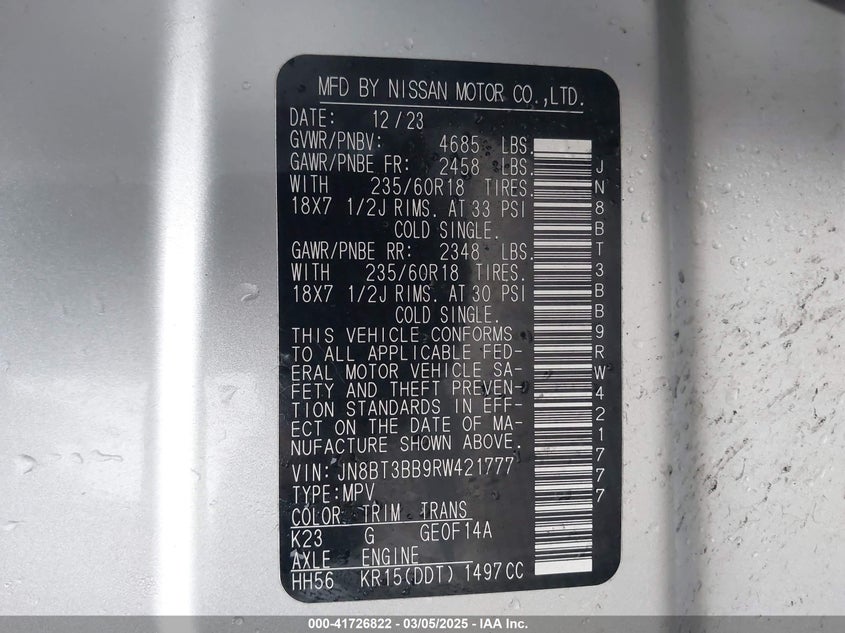 MFD BY NISSAN MOTOR CO.,LTD.
DATE: 12/23
GVWR/PNBV: 4685 LBS.
GAWR/PNBE FR: 2458 LBS.
WITH 235/60R18 TIRES.
18X7 1/2J RIMS. AT 33 PSI
COLD SINGLE.
GAWR/PNBE RR: 2348 LBS.
WITH 235/60R18 TIRES.
18X7 1/2J RIMS. AT 30 PSI
COLD SINGLE.
THIS VEHICLE CONFORMS
TO ALL APPLICABLE FED-
ERAL MOTOR VEHICLE SA-
FETY AND THEFT PREVEN-
TION STANDARDS IN EFF-
ECT ON THE DATE OF MA-
NUFACTURE SHOWN ABOVE.
VIN: JN8BT3BB9RW421777
TYPE:MPV
COLOR TRIM TRANS
K23 G GE0F14A
AXLE ENGINE
HH56 KR15(DDT) 1497CC
JN8BT3BB9RW421777
000-41726822 - 03/05/2025 - IAA Inc.